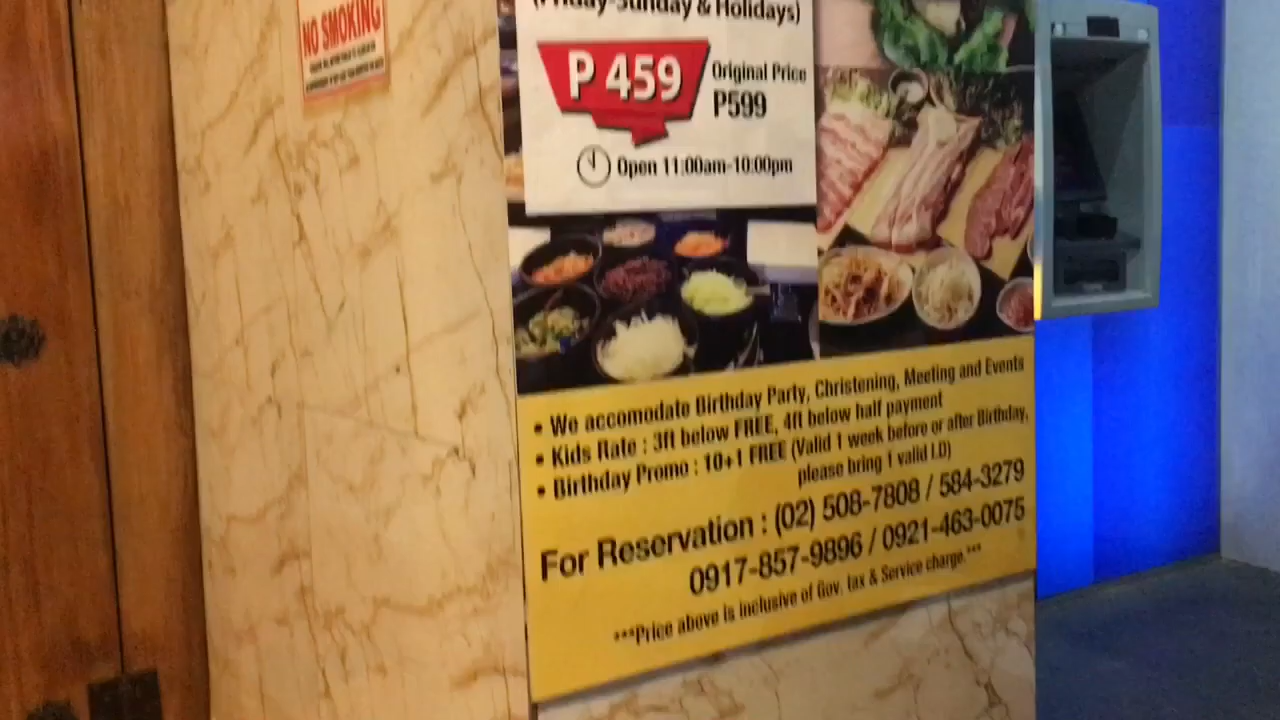 NO SMOKING
(Friday-Sunday & Holidays)
P 459
Original Price
P599
Open 11:00am-10:00pm
• We accomodate Birthday Party, Christening, Meeting and Events
• Kids Rate : 3ft below FREE, 4ft below half payment
• Birthday Promo : 10+1 FREE (Valid 1 week before or after Birthday,
please bring 1 valid I.D)
For Reservation : (02) 508-7808 / 584-3279
0917-857-9896 / 0921-463-0075
***Price above is inclusive of Gov. tax & Service charge.***